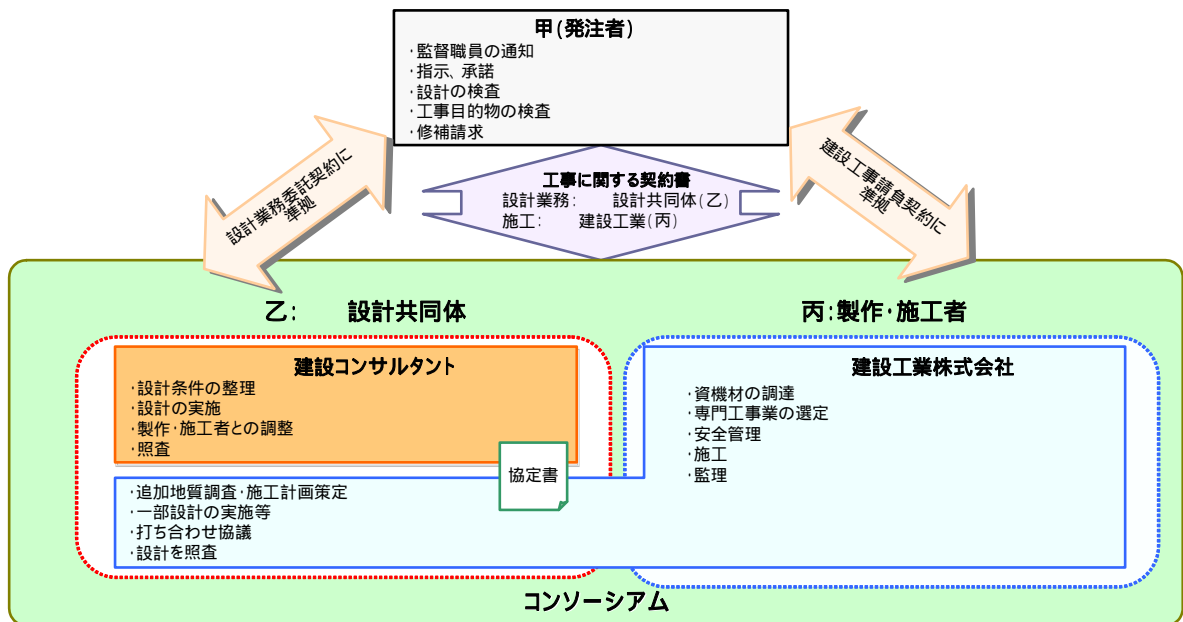 甲(発注者)
・監督職員の通知
・指示、承諾
・設計の検査
・工事目的物の検査
・修補請求
設計業務委託契約に
準拠
工事に関する契約書
設計業務: 設計共同体(乙)
施工: 建設工業(丙)
建設工事請負契約に
準拠
乙: 設計共同体
丙:製作・施工者
建設コンサルタント
・設計条件の整理
・設計の実施
・製作・施工者との調整
・照査
協定書
・追加地質調査・施工計画策定
・一部設計の実施等
・打ち合わせ協議
・設計を照査
建設工業株式会社
・資機材の調達
・専門工事業の選定
・安全管理
・施工
・監理
コンソーシアム